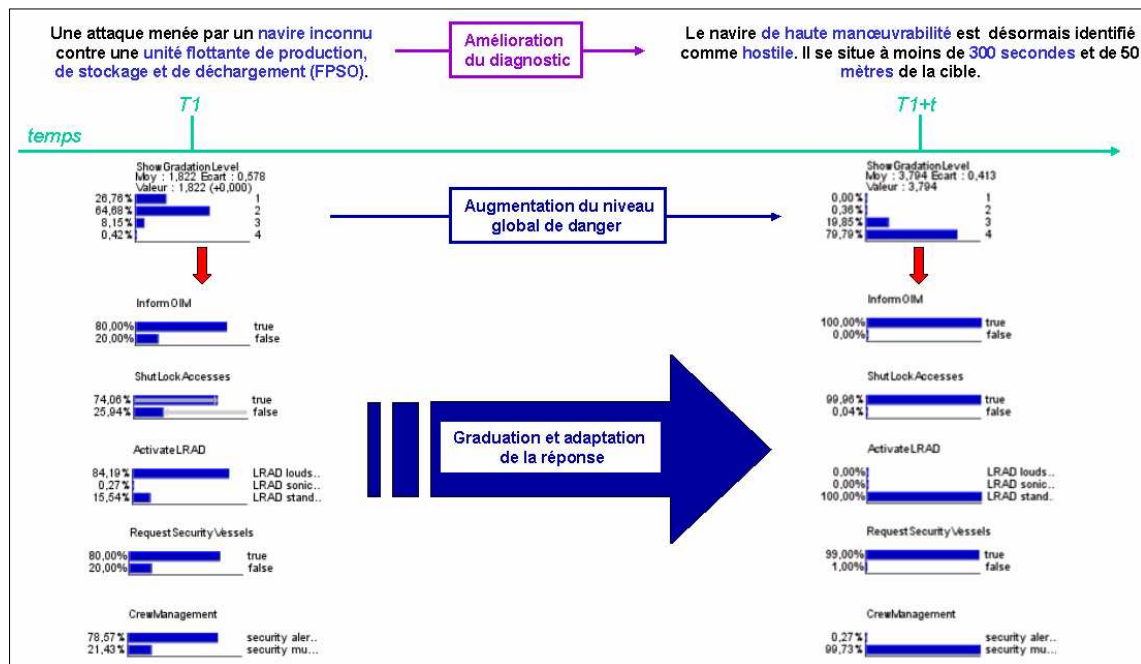 Une attaque menée par un navire inconnu
contre une unité flottante de production,
de stockage et de déchargement (FPSO).
Amélioration
du diagnostic
Le navire de haute manœuvrabilité est désormais identifié
comme hostile. Il se situe à moins de 300 secondes et de 50
mètres de la cible.
T1
T1+t
temps
ShowGradationLevel
Moy : 1,822 Ecart : 0,578
Valeur : 1,822 (+0,000)
26,76% 1
64,68% 2
8,15% 3
0,42% 4
Augmentation du niveau
global de danger
ShowGradationLevel
Moy : 3,794 Ecart : 0,413
Valeur : 3,794
0,00% 1
0,36% 2
19,85% 3
79,79% 4
InformOIM
80,00% true
20,00% false
ShutLockAccesses
74,06% true
25,94% false
ActivateLRAD
84,19% LRAD louds..
0,27% LRAD sonic..
15,54% LRAD stand..
RequestSecurityVessels
80,00% true
20,00% false
CrewManagement
78,57% security aler..
21,43% security mu...
Graduation et adaptation
de la réponse
InformOIM
100,00% true
0,00% false
ShutLockAccesses
99,96% true
0,04% false
ActivateLRAD
0,00% LRAD louds..
0,00% LRAD sonic..
100,00% LRAD stand..
RequestSecurityVessels
99,00% true
1,00% false
CrewManagement
0,27% security aler..
99,73% security mu...